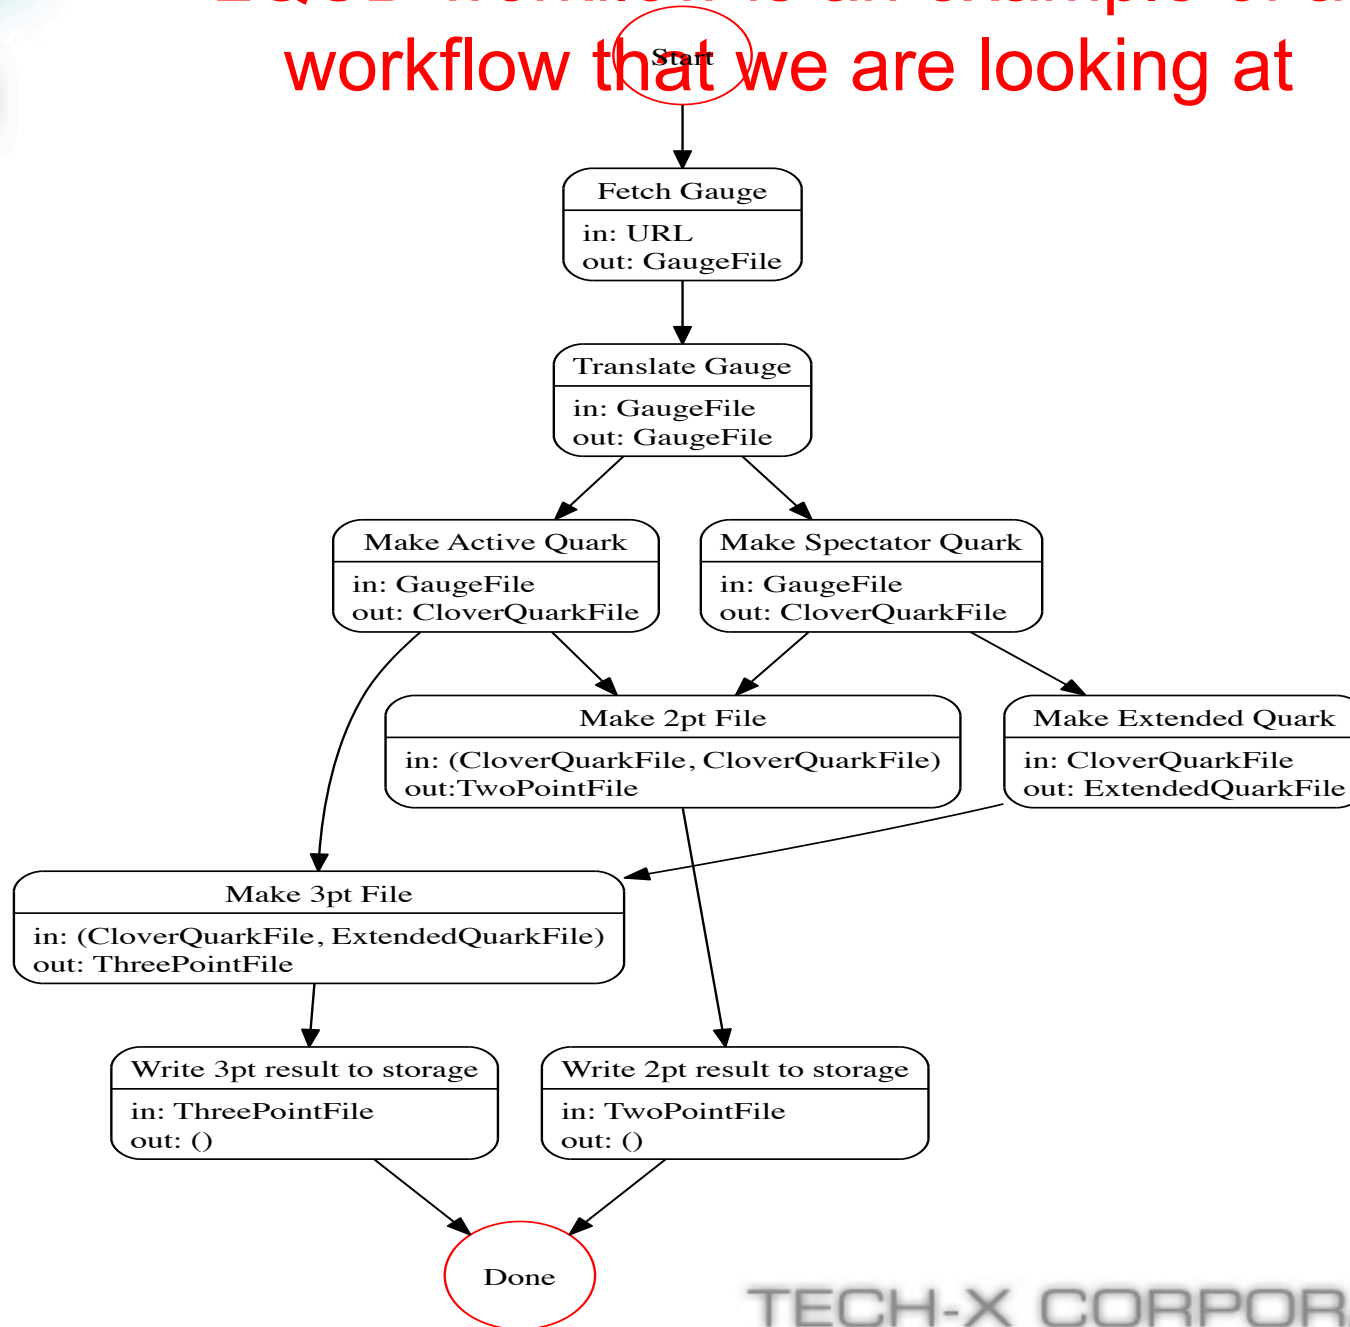 workflow that we are looking at
Start
Fetch Gauge
in: URL
out: GaugeFile
Translate Gauge
in: GaugeFile
out: GaugeFile
Make Active Quark
in: GaugeFile
out: CloverQuarkFile
Make Spectator Quark
in: GaugeFile
out: CloverQuarkFile
Make 2pt File
in: (CloverQuarkFile, CloverQuarkFile)
out:TwoPointFile
Make Extended Quark
in: CloverQuarkFile
out: ExtendedQuarkFile
Make 3pt File
in: (CloverQuarkFile, ExtendedQuarkFile)
out: ThreePointFile
Write 3pt result to storage
in: ThreePointFile
out: ()
Write 2pt result to storage
in: TwoPointFile
out: ()
Done
TECH-X